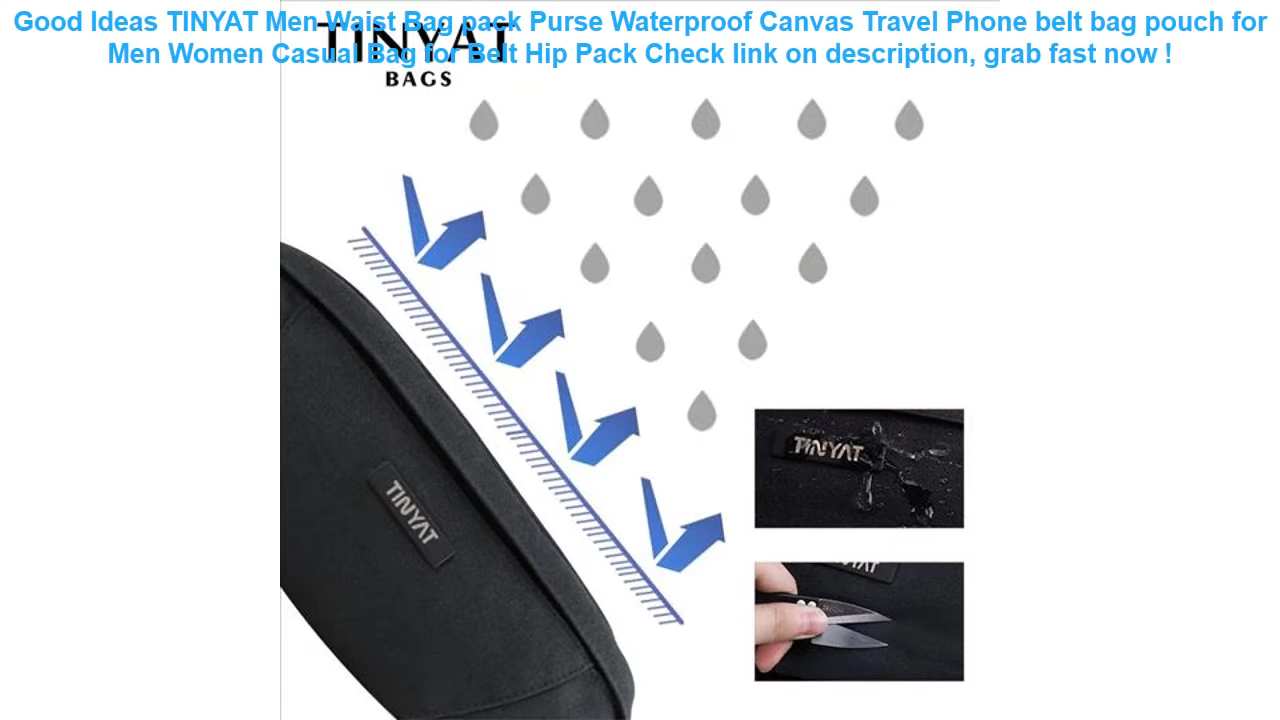 Good Ideas TINYAT Men Waist Bag pack Purse Waterproof Canvas Travel Phone belt bag pouch for
Men Women Casual Bag for Belt Hip Pack Check link on description, grab fast now !
TINYAT
BAGS
TINYAT
TINYAT